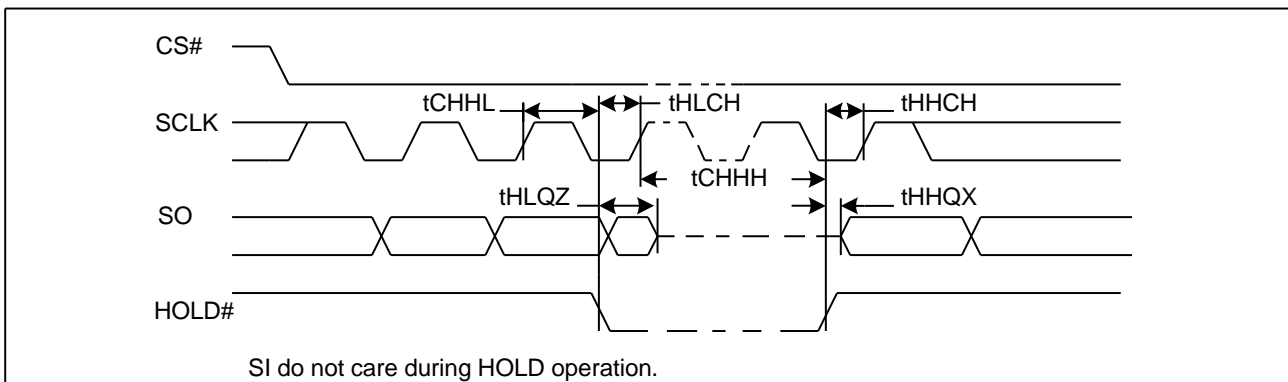 CS#
tCHHL
tHLCH
tHHCH
SCLK
tCHHH
tHLQZ
tHHQX
SO
HOLD#
SI do not care during HOLD operation.